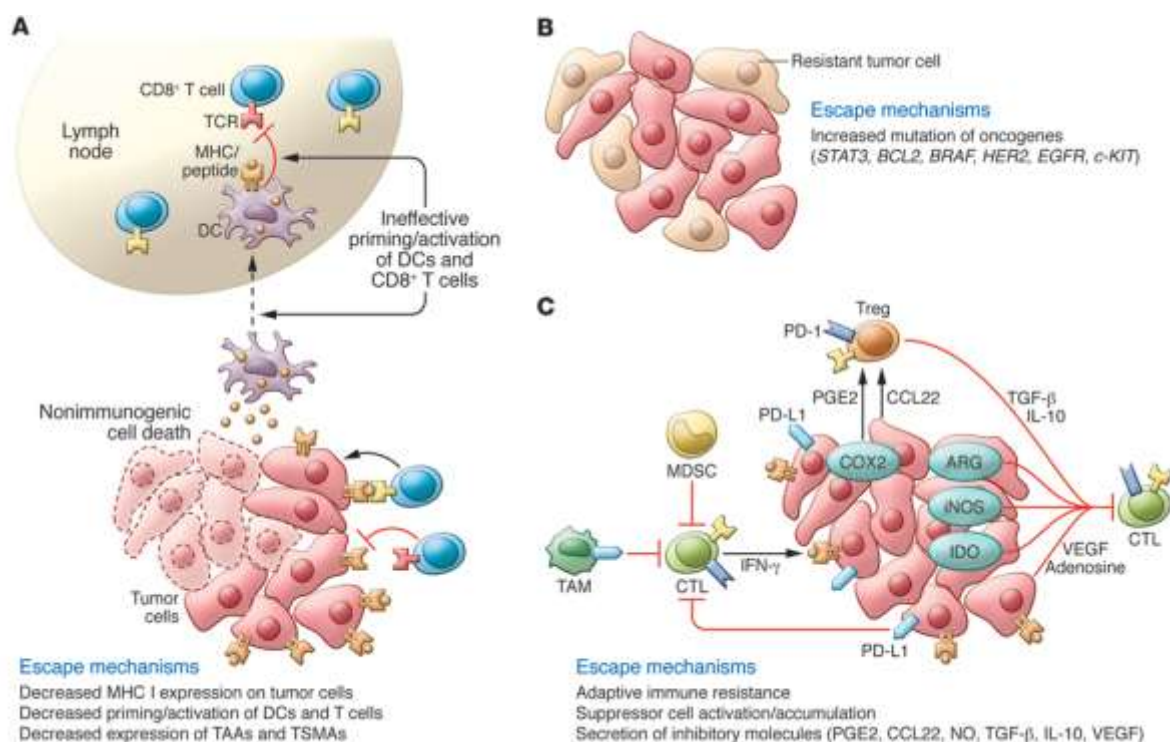 A
CD8+ T cell
TCR
Lymph
node
MHC/
peptide
DC
Ineffective
priming/activation
of DCs and
CD8+ T cells
Nonimmunogenic
cell death
Tumor
cells
Escape mechanisms
Decreased MHC I expression on tumor cells
Decreased priming/activation of DCs and T cells
Decreased expression of TAAs and TSMAs
B
Resistant tumor cell
Escape mechanisms
Increased mutation of oncogenes
(STAT3, BCL2, BRAF, HER2, EGFR, c-KIT)
C
Treg
PD-1
PGE2
CCL22
TGF-β
IL-10
PD-L1
MDSC
COX2
ARG
iNOS
IDO
TAM
CTL
IFN-γ
VEGF
Adenosine
CTL
PD-L1
Escape mechanisms
Adaptive immune resistance
Suppressor cell activation/accumulation
Secretion of inhibitory molecules (PGE2, CCL22, NO, TGF-β, IL-10, VEGF)